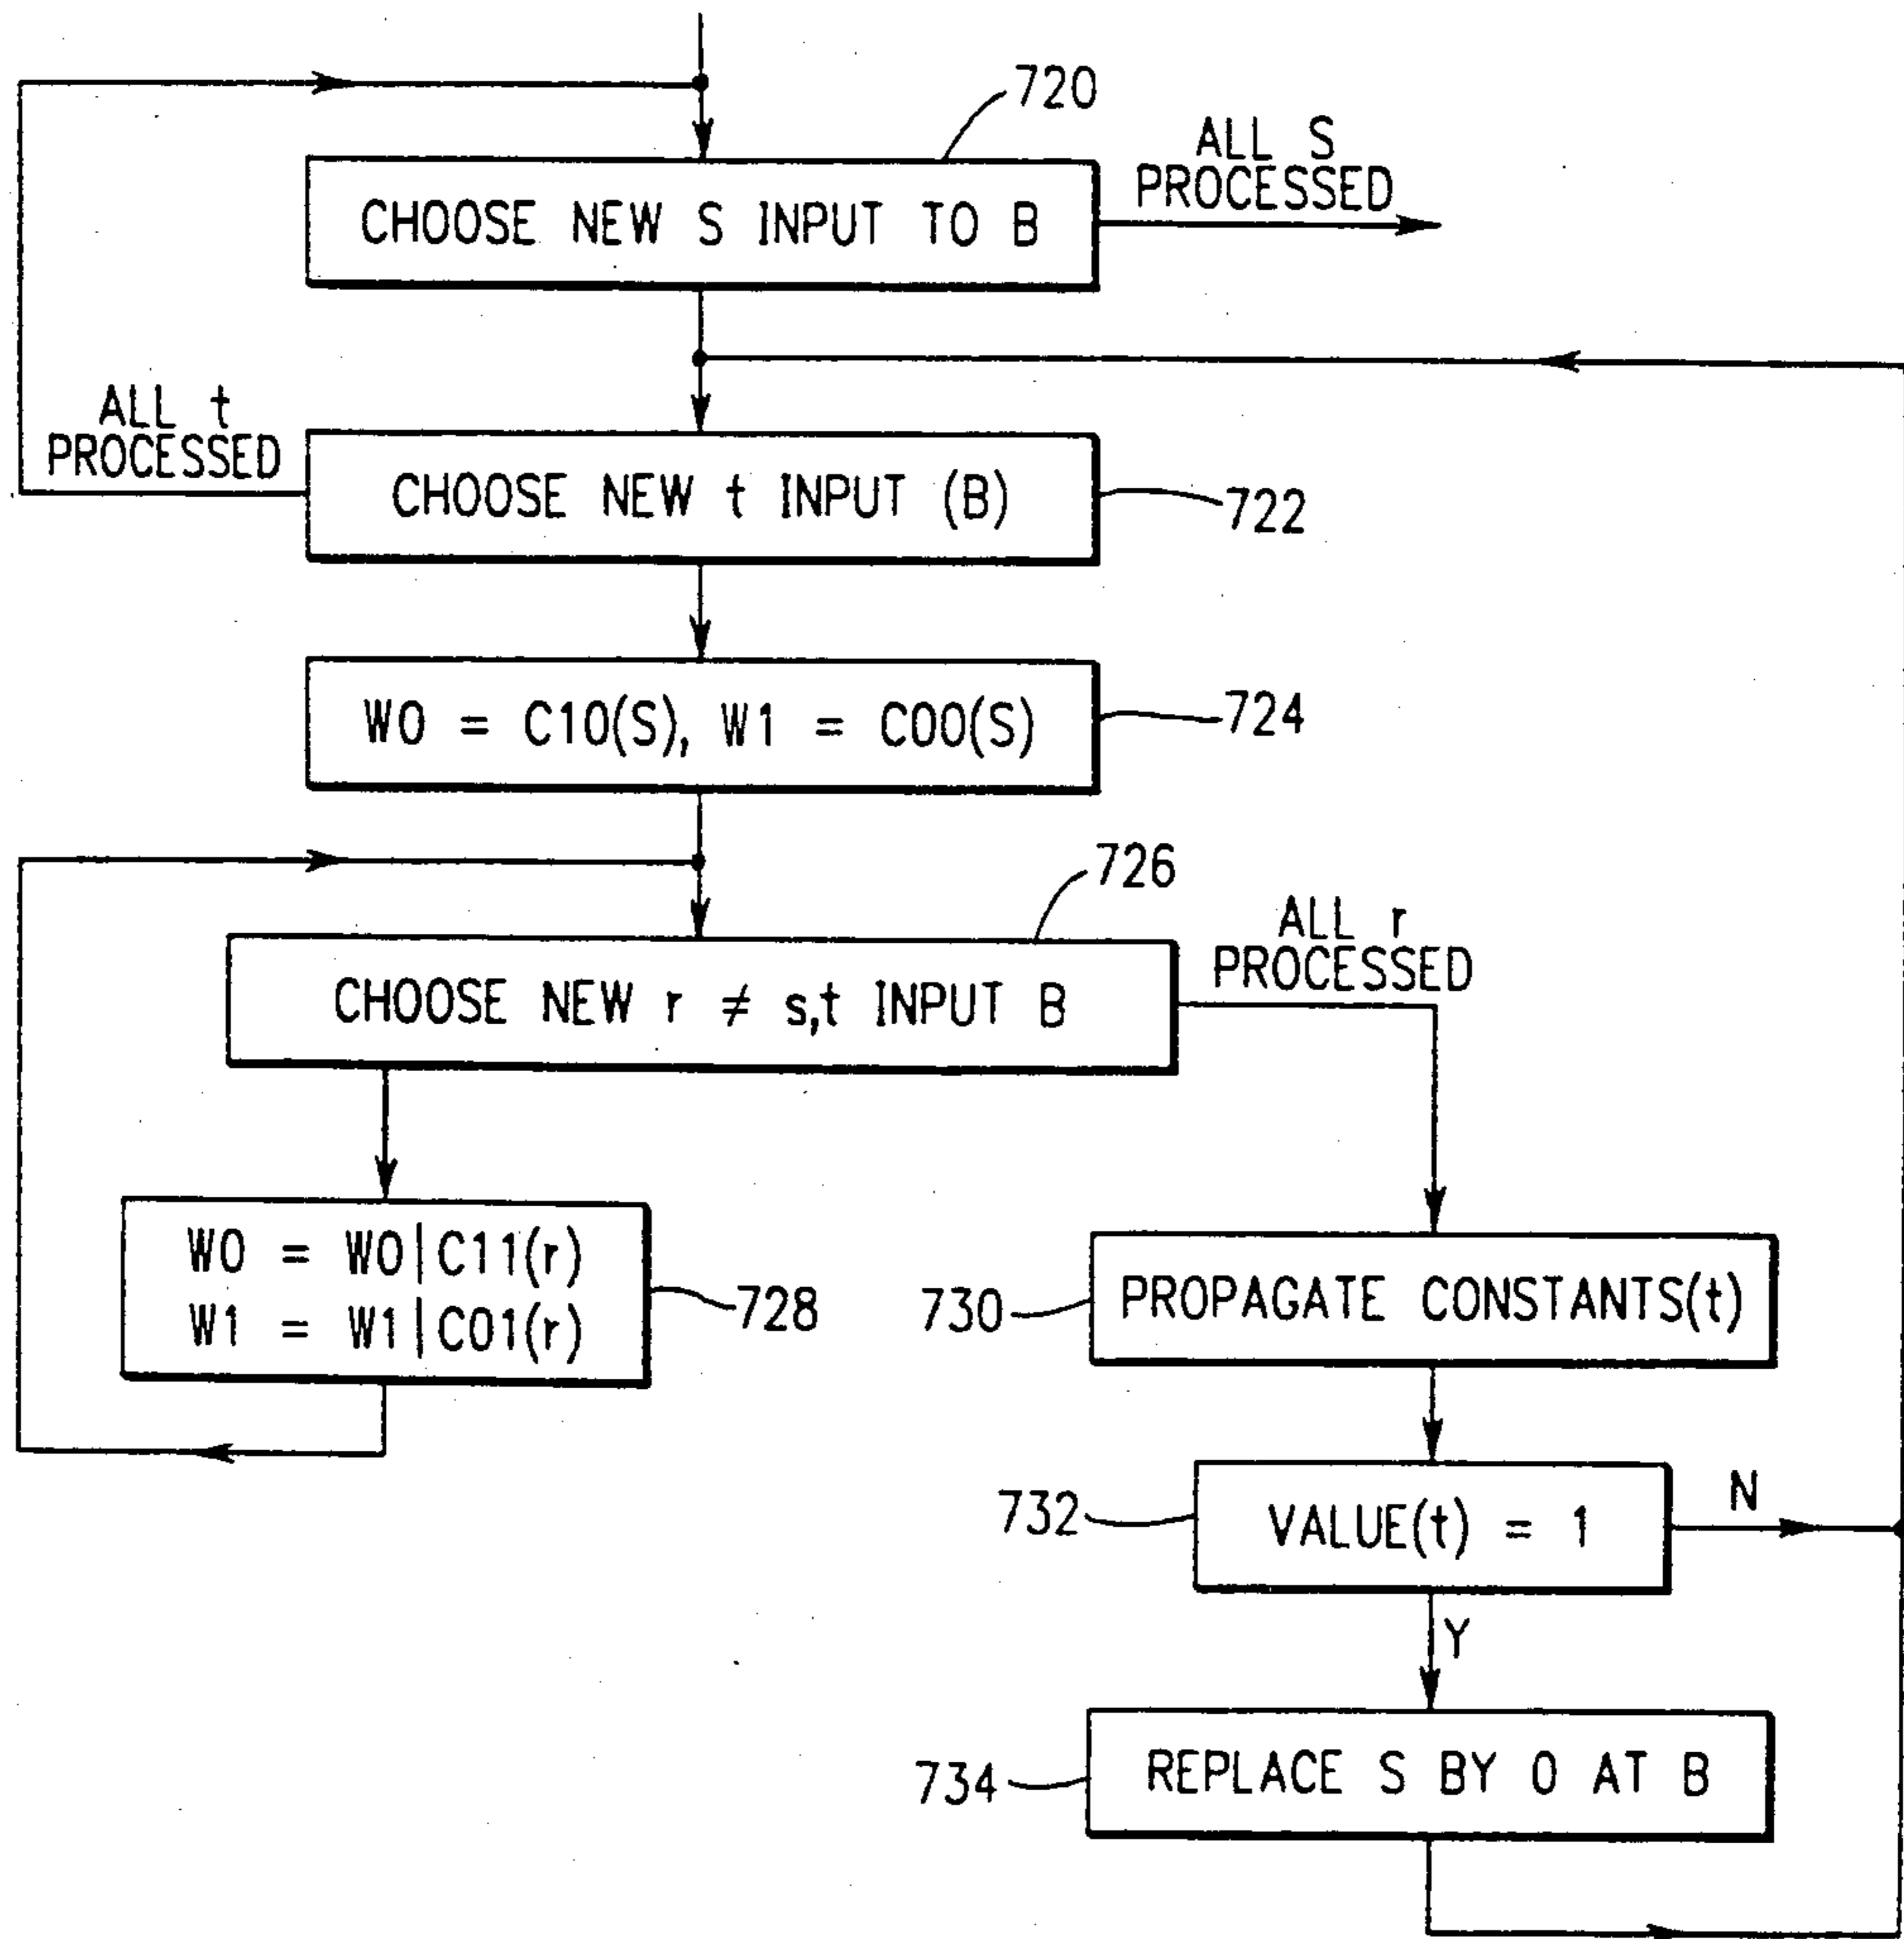 720
ALL S
PROCESSED
CHOOSE NEW S INPUT TO B
ALL t
PROCESSED
CHOOSE NEW t INPUT (B)
722
W0 = C10(S), W1 = C00(S)
724
726
ALL r
PROCESSED
CHOOSE NEW r ≠ s,t INPUT B
W0 = W0|C11(r)
W1 = W1|C01(r)
728
730
PROPAGATE CONSTANTS(t)
732
VALUE(t) = 1
N
Y
734
REPLACE S BY 0 AT B